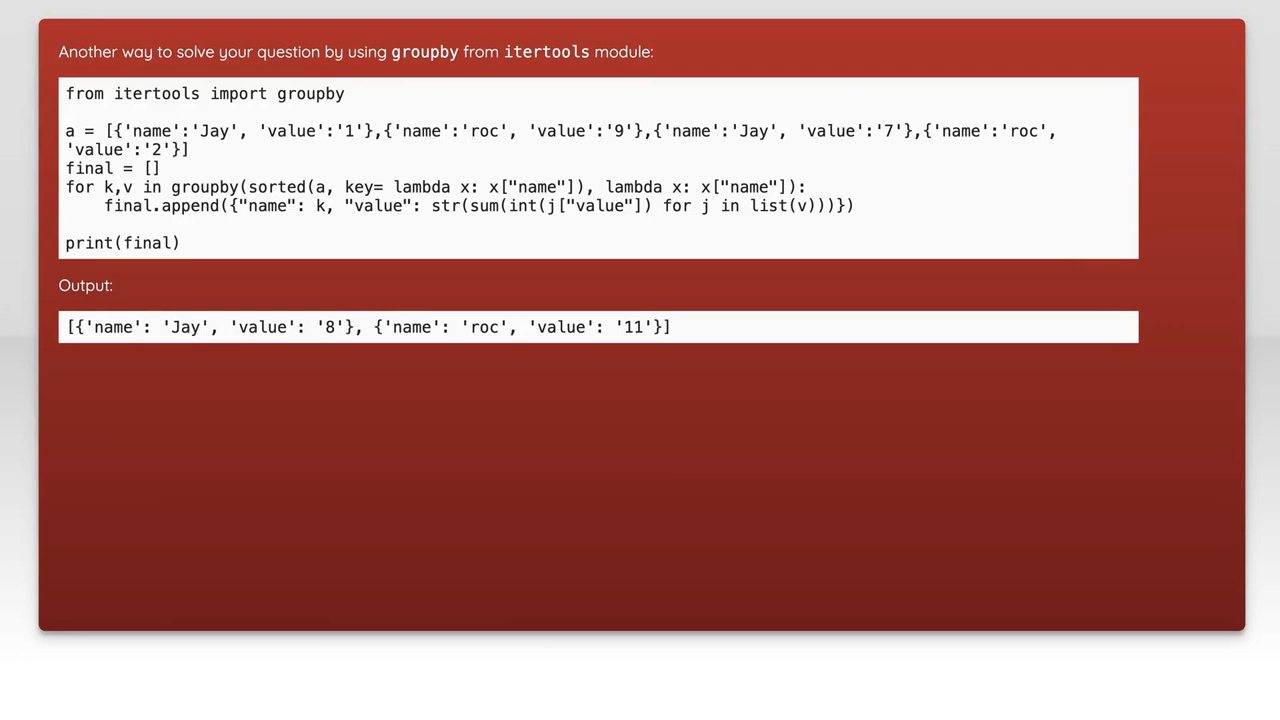 Another way to solve your question by using groupby from itertools module:
from itertools import groupby
a = [{'name':'Jay', 'value':'1'},{'name':'roc', 'value':'9'},{'name':'Jay', 'value':'7'},{'name':'roc',
'value':'2'}]
final = []
for k,v in groupby(sorted(a, key= lambda x: x["name"]), lambda x: x["name"]):
    final.append({"name": k, "value": str(sum(int(j["value"]) for j in list(v)))})
print(final)
Output:
[{'name': 'Jay', 'value': '8'}, {'name': 'roc', 'value': '11'}]